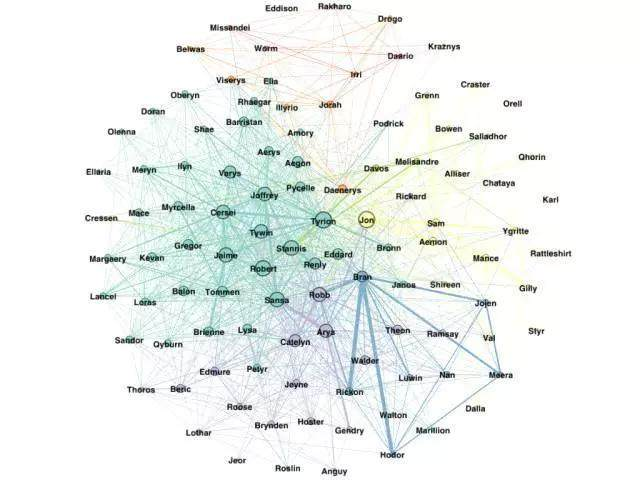 Eddison
Rakharo
Drogo
Missandei
Belwas
Worm
Kraznys
Daario
Viserys
Elia
Irri
Craster
Oberyn
Rhaegar
Illyrio
Jorah
Grenn
Orell
Doran
Barristan
Podrick
Olenna
Shae
Amory
Bowen
Salladhor
Aerys
Aegon
Qhorin
Ellaria
Meryn
Ilyn
Varys
Davos
Melisandre
Alliser
Chataya
Joffrey
Pycelle
Daenerys
Rickard
Karl
Cressen
Mace
Myrcella
Cersei
Tyrion
Jon
Sam
Ygritte
Tywin
Gregor
Stannis
Eddard
Bronn
Aemon
Rattleshirt
Margaery
Kevan
Jaime
Robert
Renly
Mance
Bran
Janos
Shireen
Gilly
Lancel
Loras
Balon
Tommen
Sansa
Robb
Jojen
Sandor
Qyburn
Brienne
Lysa
Arya
Theon
Ramsay
Val
Styr
Catelyn
Walder
Edmure
Petyr
Luwin
Nan
Meera
Thoros
Beric
Jeyne
Rickon
Roose
Walton
Dalla
Lothar
Brynden
Hoster
Gendry
Marillion
Jeor
Roslin
Anguy
Hodor